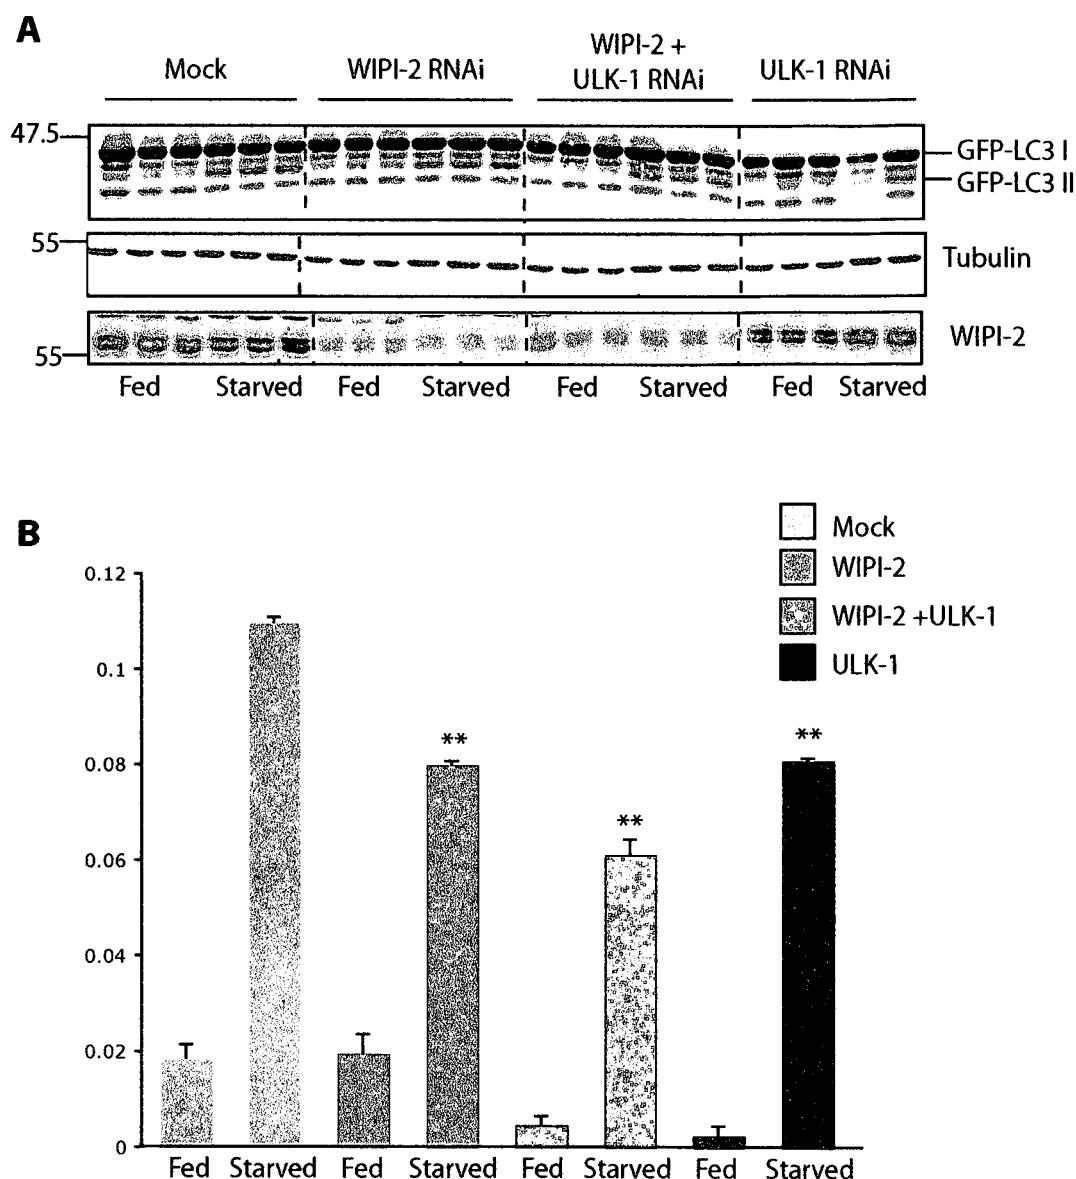 A
Mock
WIPI-2 RNAi
WIPI-2 +
ULK-1 RNAi
ULK-1 RNAi
47.5
GFP-LC3 I
GFP-LC3 II
55
Tubulin
55
WIPI-2
Fed Starved Fed Starved Fed Starved Fed Starved
B
Mock
WIPI-2
WIPI-2 +ULK-1
ULK-1
0.12
0.1
0.08
0.06
0.04
0.02
0
**
**
**
Fed Starved Fed Starved Fed Starved Fed Starved